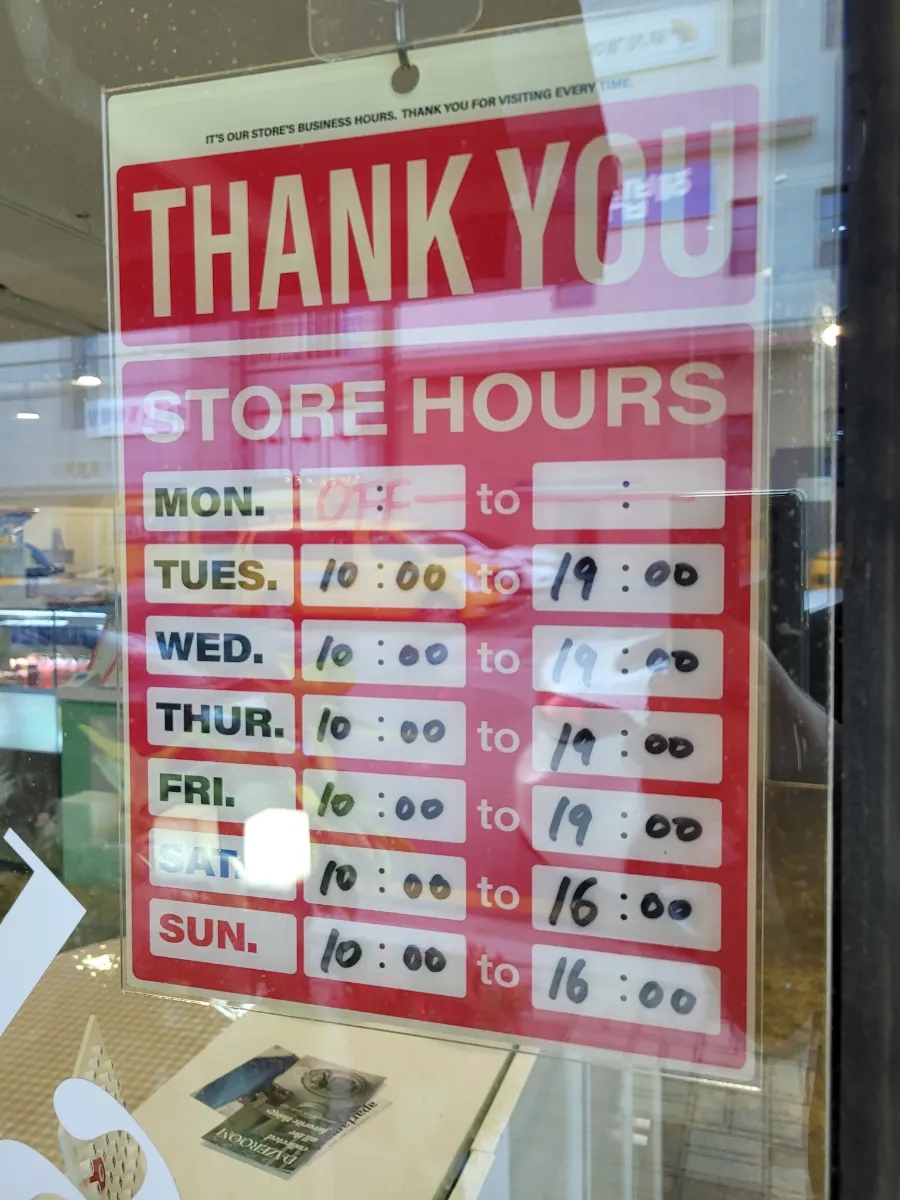 IT'S OUR STORE'S BUSINESS HOURS. THANK YOU FOR VISITING EVERY TIME.
THANK YOU
STORE HOURS
MON. OFF : to :
TUES. 10 : 00 to 19 : 00
WED. 10 : 00 to 19 : 00
THUR. 10 : 00 to 19 : 00
FRI. 10 : 00 to 19 : 00
SAT. 10 : 00 to 16 : 00
SUN. 10 : 00 to 16 : 00